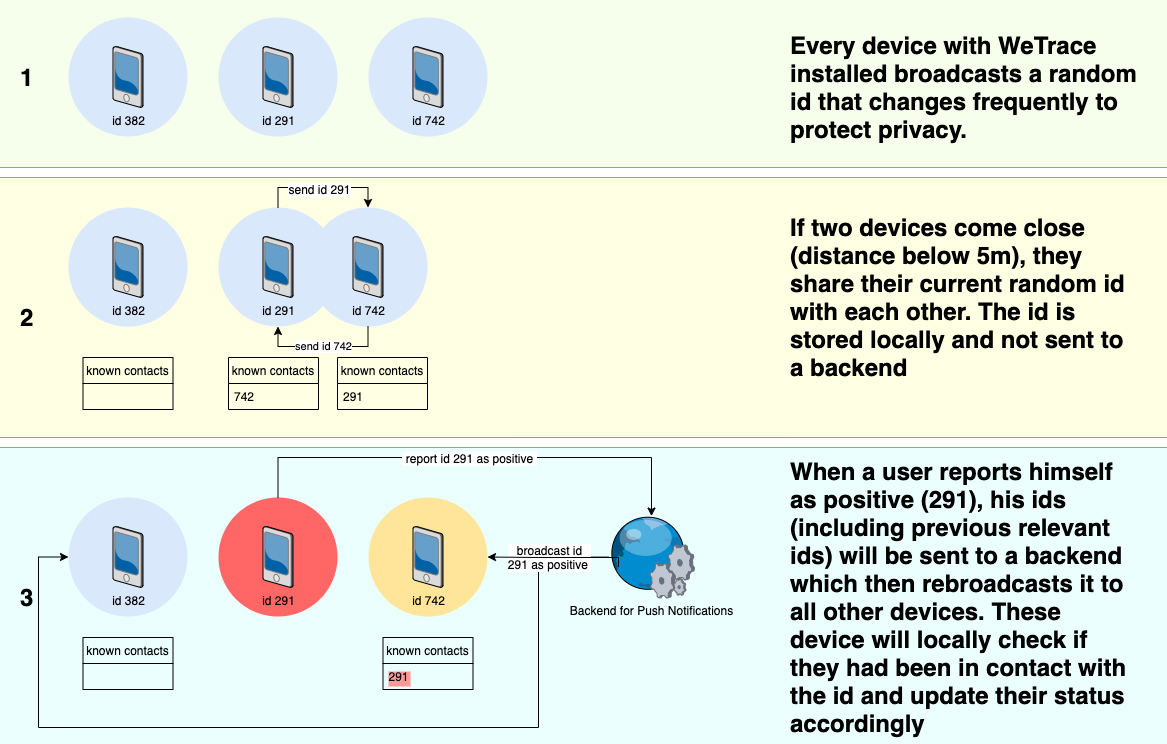 1
id 382
id 291
id 742
Every device with WeTrace
installed broadcasts a random
id that changes frequently to
protect privacy.
2
send id 291
id 382
id 291
id 742
send id 742
known contacts
known contacts
742
known contacts
291
If two devices come close
(distance below 5m), they
share their current random id
with each other. The id is
stored locally and not sent to
a backend
3
report id 291 as positive
id 382
id 291
id 742
broadcast id
291 as positive
Backend for Push Notifications
known contacts
known contacts
291
When a user reports himself
as positive (291), his ids
(including previous relevant
ids) will be sent to a backend
which then rebroadcasts it to
all other devices. These
device will locally check if
they had been in contact with
the id and update their status
accordingly